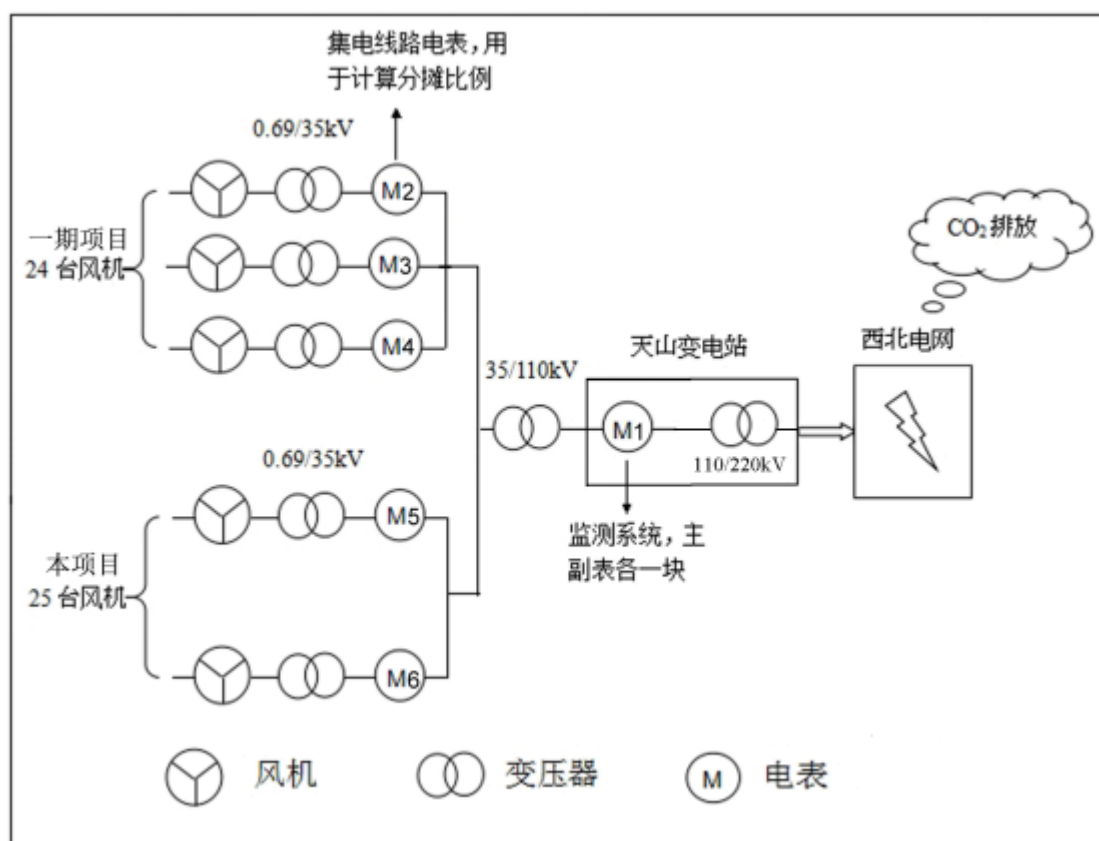 集电线路电表，用
于计算分摊比例
0.69/35kV
M2
一期项目
24 台风机
M3
M4
CO₂排放
天山变电站
西北电网
35/110kV
M1
110/220kV
0.69/35kV
M5
监测系统，主
副表各一块
本项目
25 台风机
M6
风机
变压器
M
电表